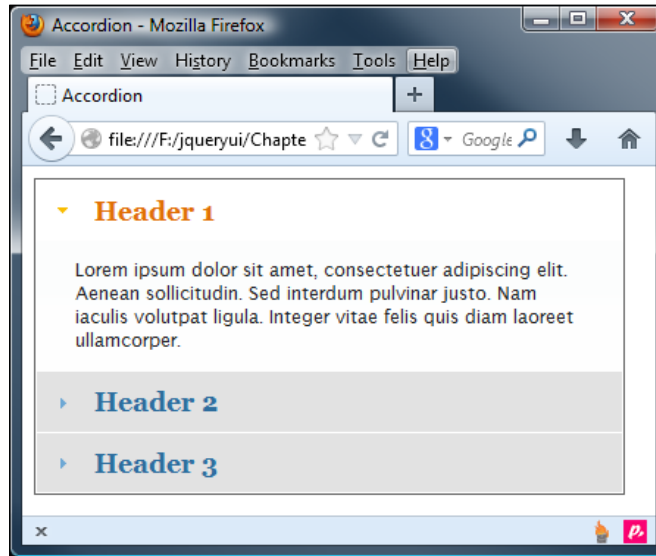 Accordion - Mozilla Firefox
File Edit View History Bookmarks Tools Help
Accordion
file:///F:/jqueryui/Chapte
8 Google
Header 1
Lorem ipsum dolor sit amet, consectetuer adipiscing elit.
Aenean sollicitudin. Sed interdum pulvinar justo. Nam
iaculis volutpat ligula. Integer vitae felis quis diam laoreet
ullamcorper.
Header 2
Header 3
x
p.